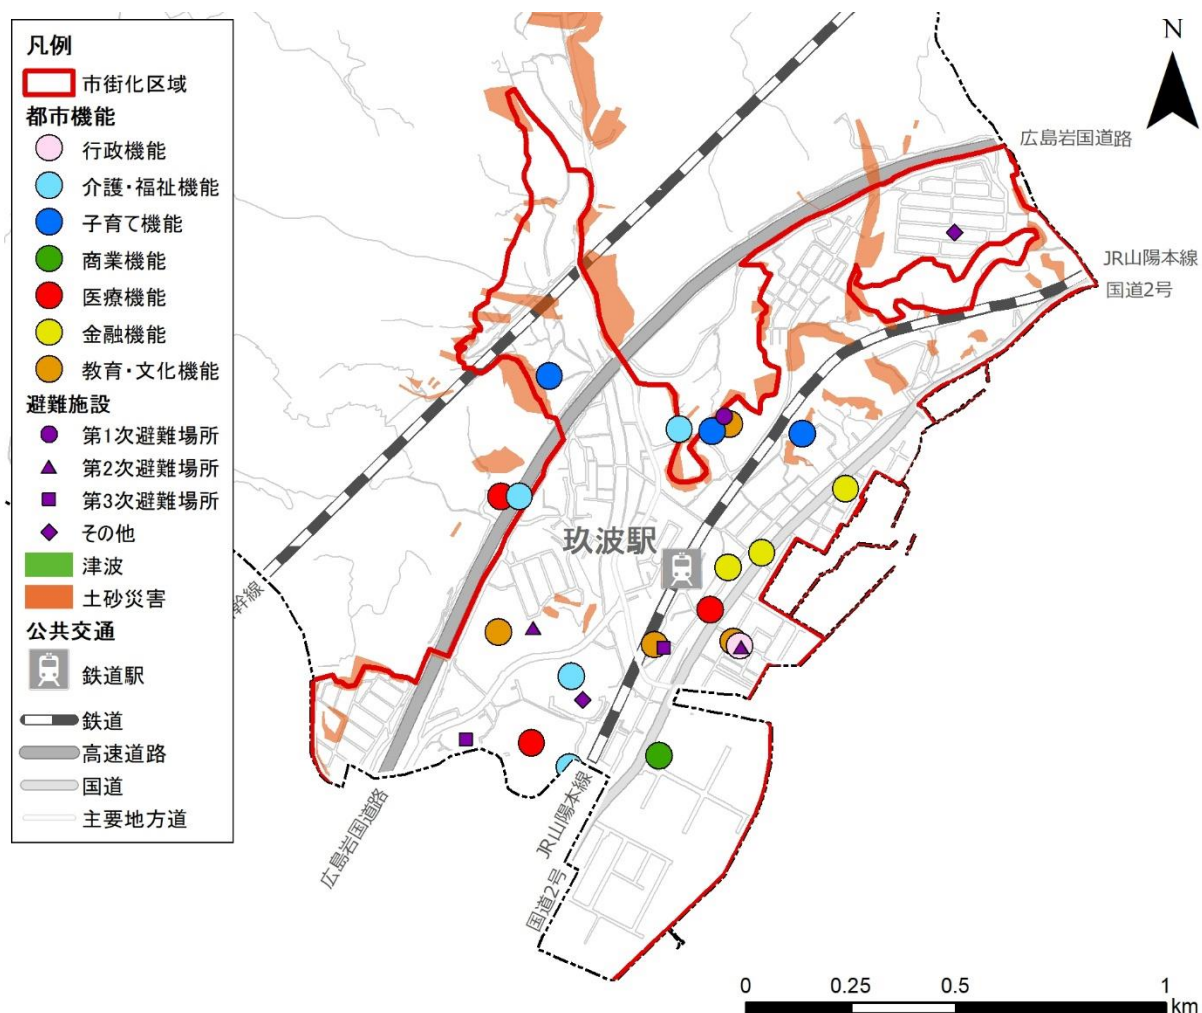 凡例
市街化区域
都市機能
行政機能
介護・福祉機能
子育て機能
商業機能
医療機能
金融機能
教育・文化機能
避難施設
第1次避難場所
第2次避難場所
第3次避難場所
その他
津波
土砂災害
公共交通
鉄道駅
鉄道
高速道路
国道
主要地方道
N
広島岩国道路
JR山陽本線
国道2号
玖波駅
幹線
広島岩国道路
JR山陽本線
国道2号
0 0.25 0.5 1
km